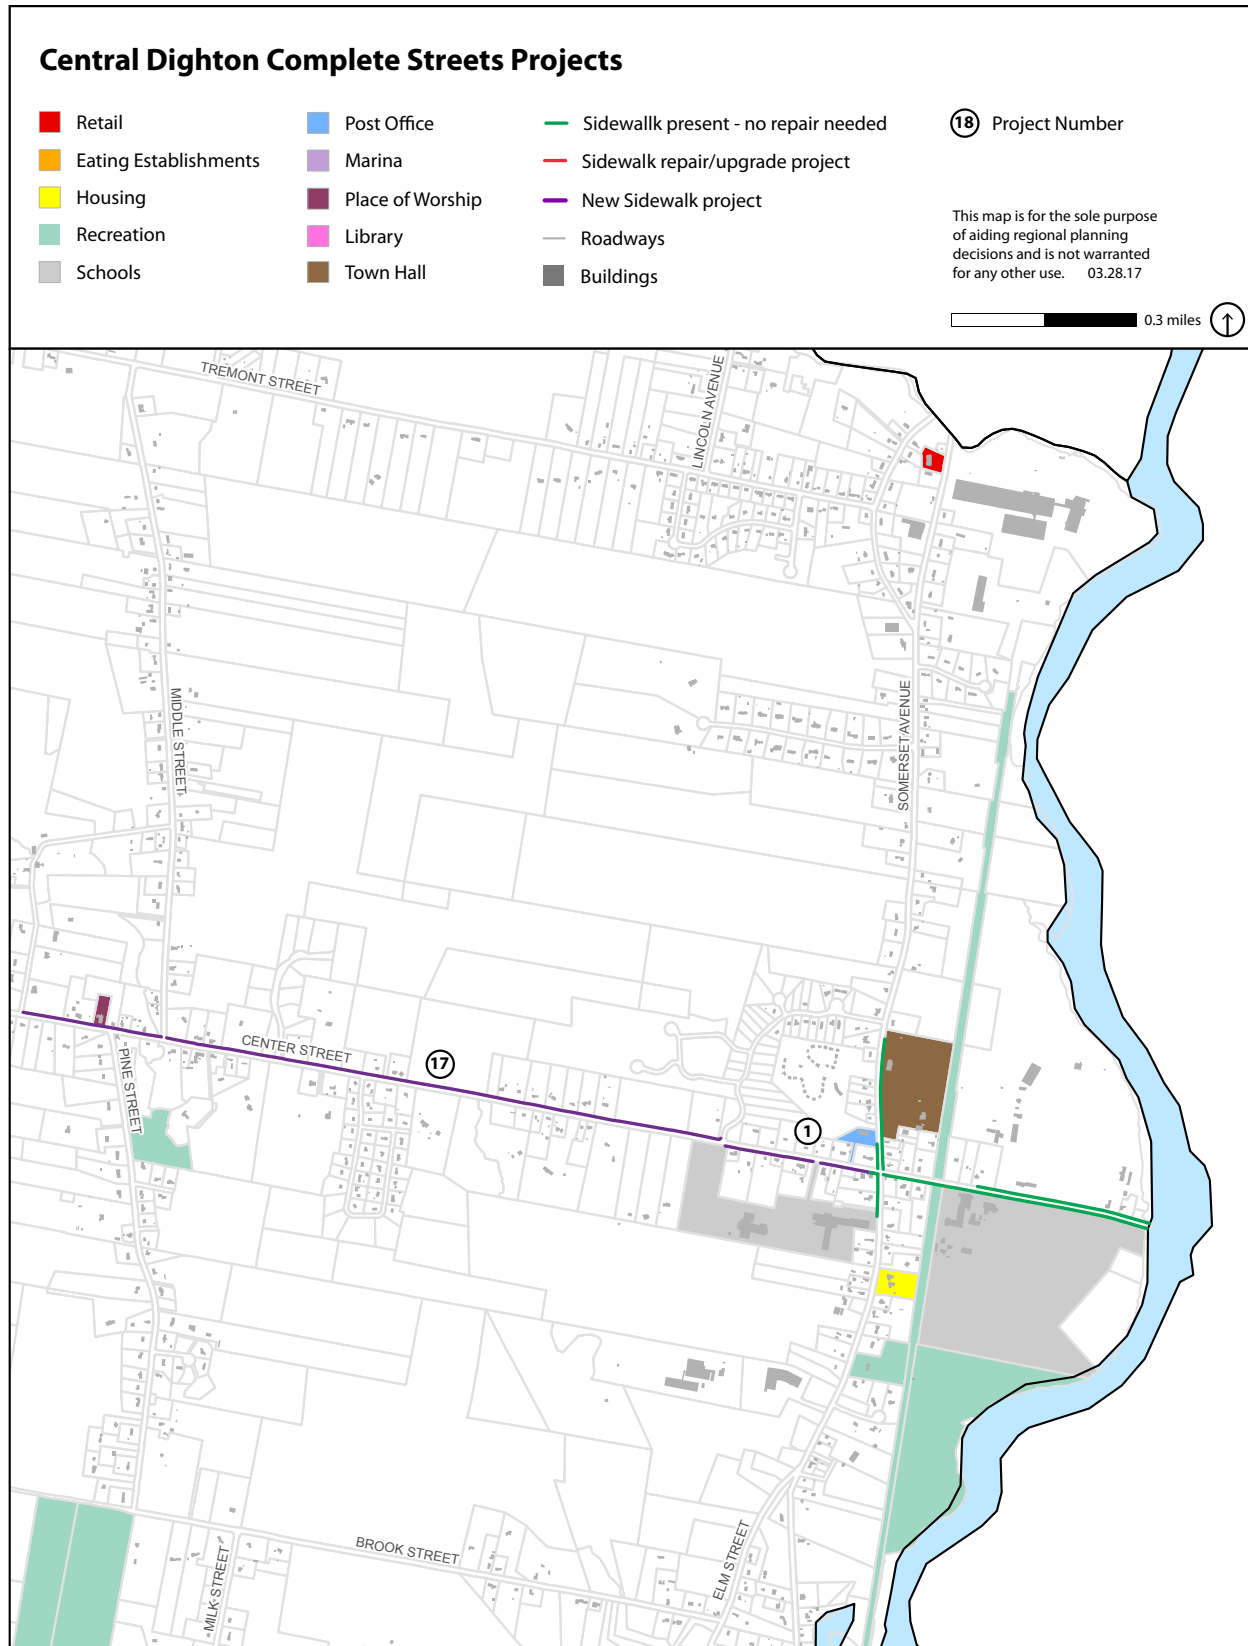 Central Dighton Complete Streets Projects
Retail
Eating Establishments
Housing
Recreation
Schools
Post Office
Marina
Place of Worship
Library
Town Hall
Sidewallk present - no repair needed
Sidewalk repair/upgrade project
New Sidewalk project
Roadways
Buildings
18 Project Number
This map is for the sole purpose
of aiding regional planning
decisions and is not warranted
for any other use. 03.28.17
0.3 miles
TREMONT STREET
LINCOLN AVENUE
MIDDLE STREET
SOMERSET AVENUE
CENTER STREET
17
PINE STREET
1
BROOK STREET
ELM STREET
MILK STREET